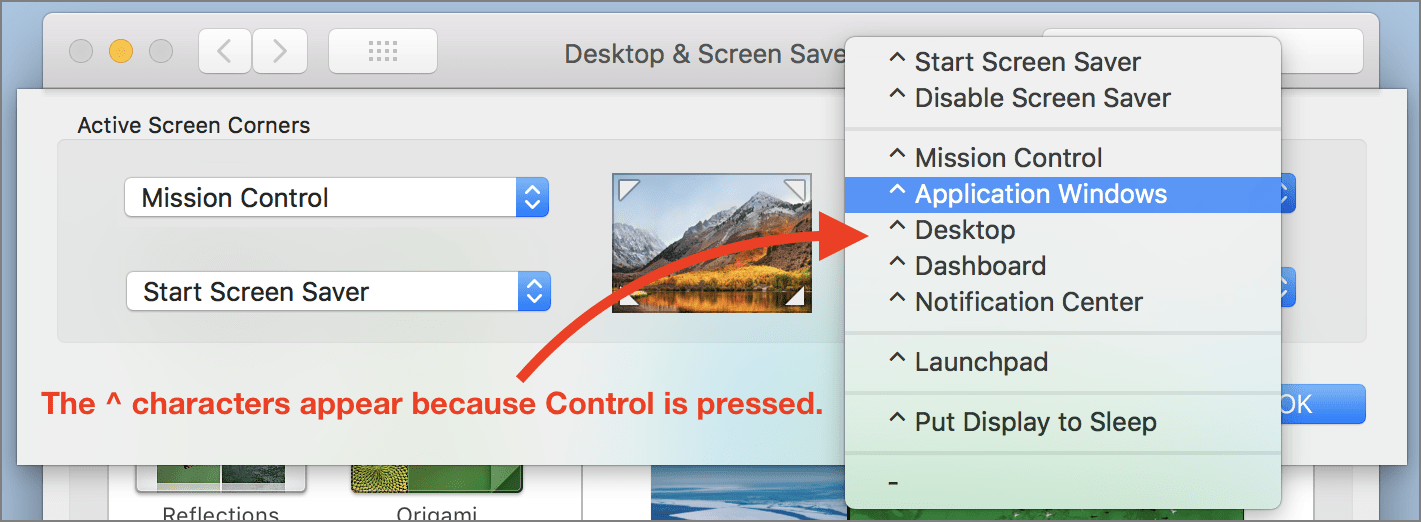 Desktop & Screen Save
Active Screen Corners
Mission Control
Start Screen Saver
^ Start Screen Saver
^ Disable Screen Saver
^ Mission Control
^ Application Windows
^ Desktop
^ Dashboard
^ Notification Center
^ Launchpad
^ Put Display to Sleep
-
OK
The ^ characters appear because Control is pressed.
Reflections
Origami